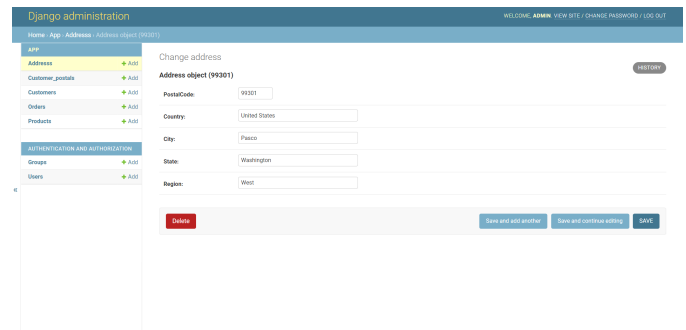 Django administration
WELCOME, ADMIN. VIEW SITE / CHANGE PASSWORD / LOG OUT
Home › App › Addresss › Address object (99301)
APP
Addresss + Add
Customer_postals + Add
Customers + Add
Orders + Add
Products + Add
AUTHENTICATION AND AUTHORIZATION
Groups + Add
Users + Add
«
Change address
HISTORY
Address object (99301)
PostalCode: 99301
Country: United States
City: Pasco
State: Washington
Region: West
Delete
Save and add another
Save and continue editing
SAVE